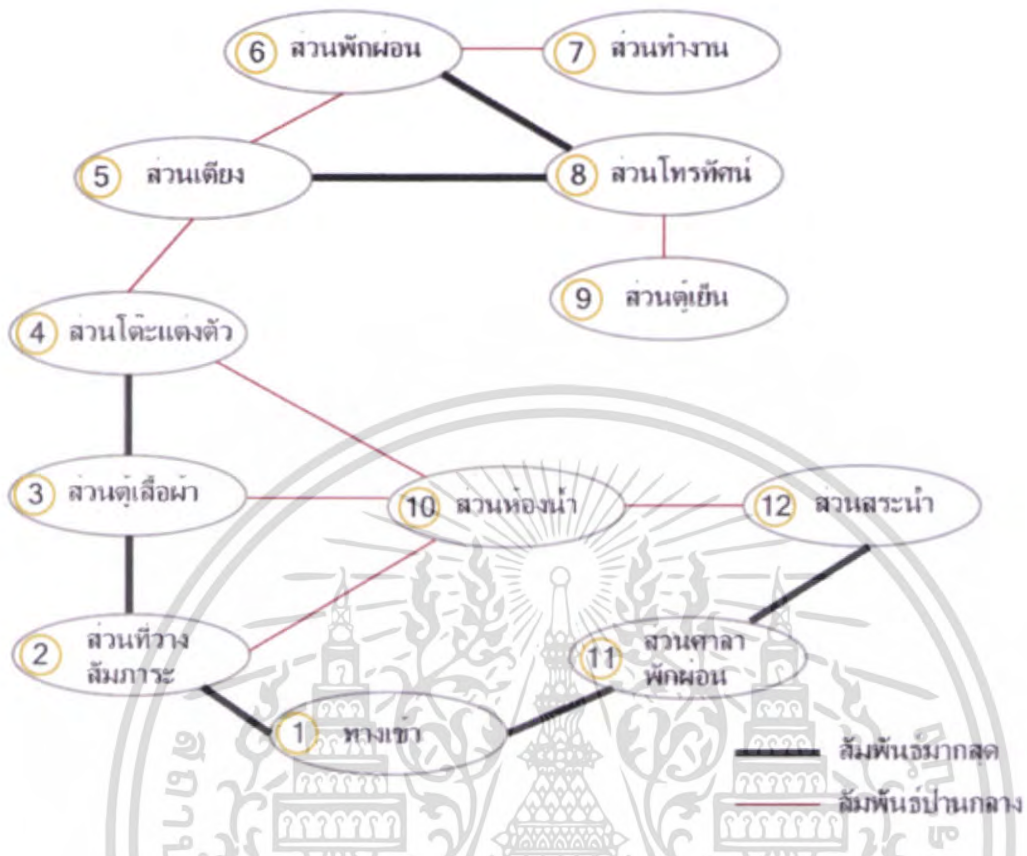 6 ส่วนพักผ่อน
7 ส่วนทำงาน
5 ส่วนเตียง
8 ส่วนโทรทัศน์
9 ส่วนตู้เย็น
4 ส่วนโต๊ะแต่งตัว
3 ส่วนตู้เสื้อผ้า
10 ส่วนห้องน้ำ
12 ส่วนสระน้ำ
2 ส่วนที่วาง
สัมภาระ
11 ส่วนศาลา
พักผ่อน
1 ทางเข้า
สัมพันธ์มากสุด
สัมพันธ์ปานกลาง